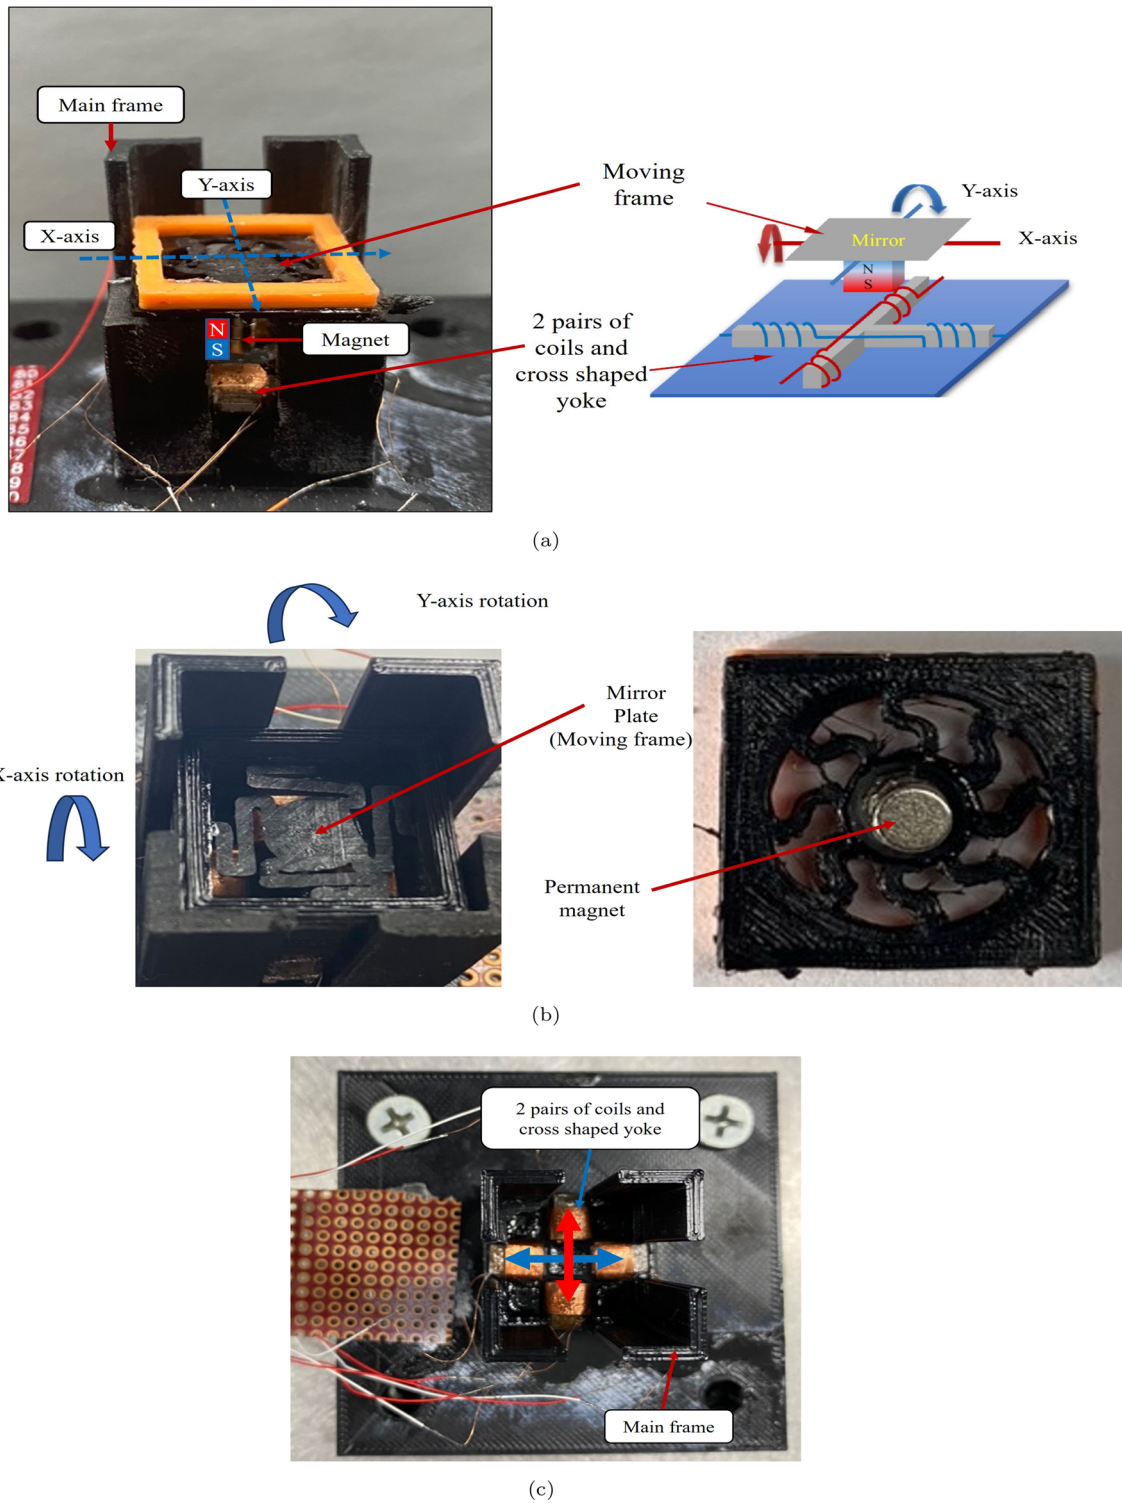 Main frame
Y-axis
X-axis
N
S
Magnet
Moving
frame
2 pairs of
coils and
cross shaped
yoke
Y-axis
Mirror
X-axis
N
S
(a)
Y-axis rotation
X-axis rotation
Mirror
Plate
(Moving frame)
Permanent
magnet
(b)
2 pairs of coils and
cross shaped yoke
Main frame
(c)